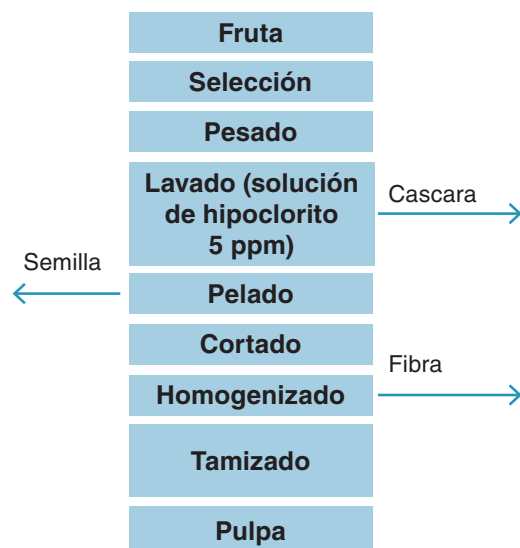 Fruta
Selección
Pesado
Lavado (solución
de hipoclorito
5 ppm)
Cascara
Semilla
Pelado
Cortado
Fibra
Homogenizado
Tamizado
Pulpa